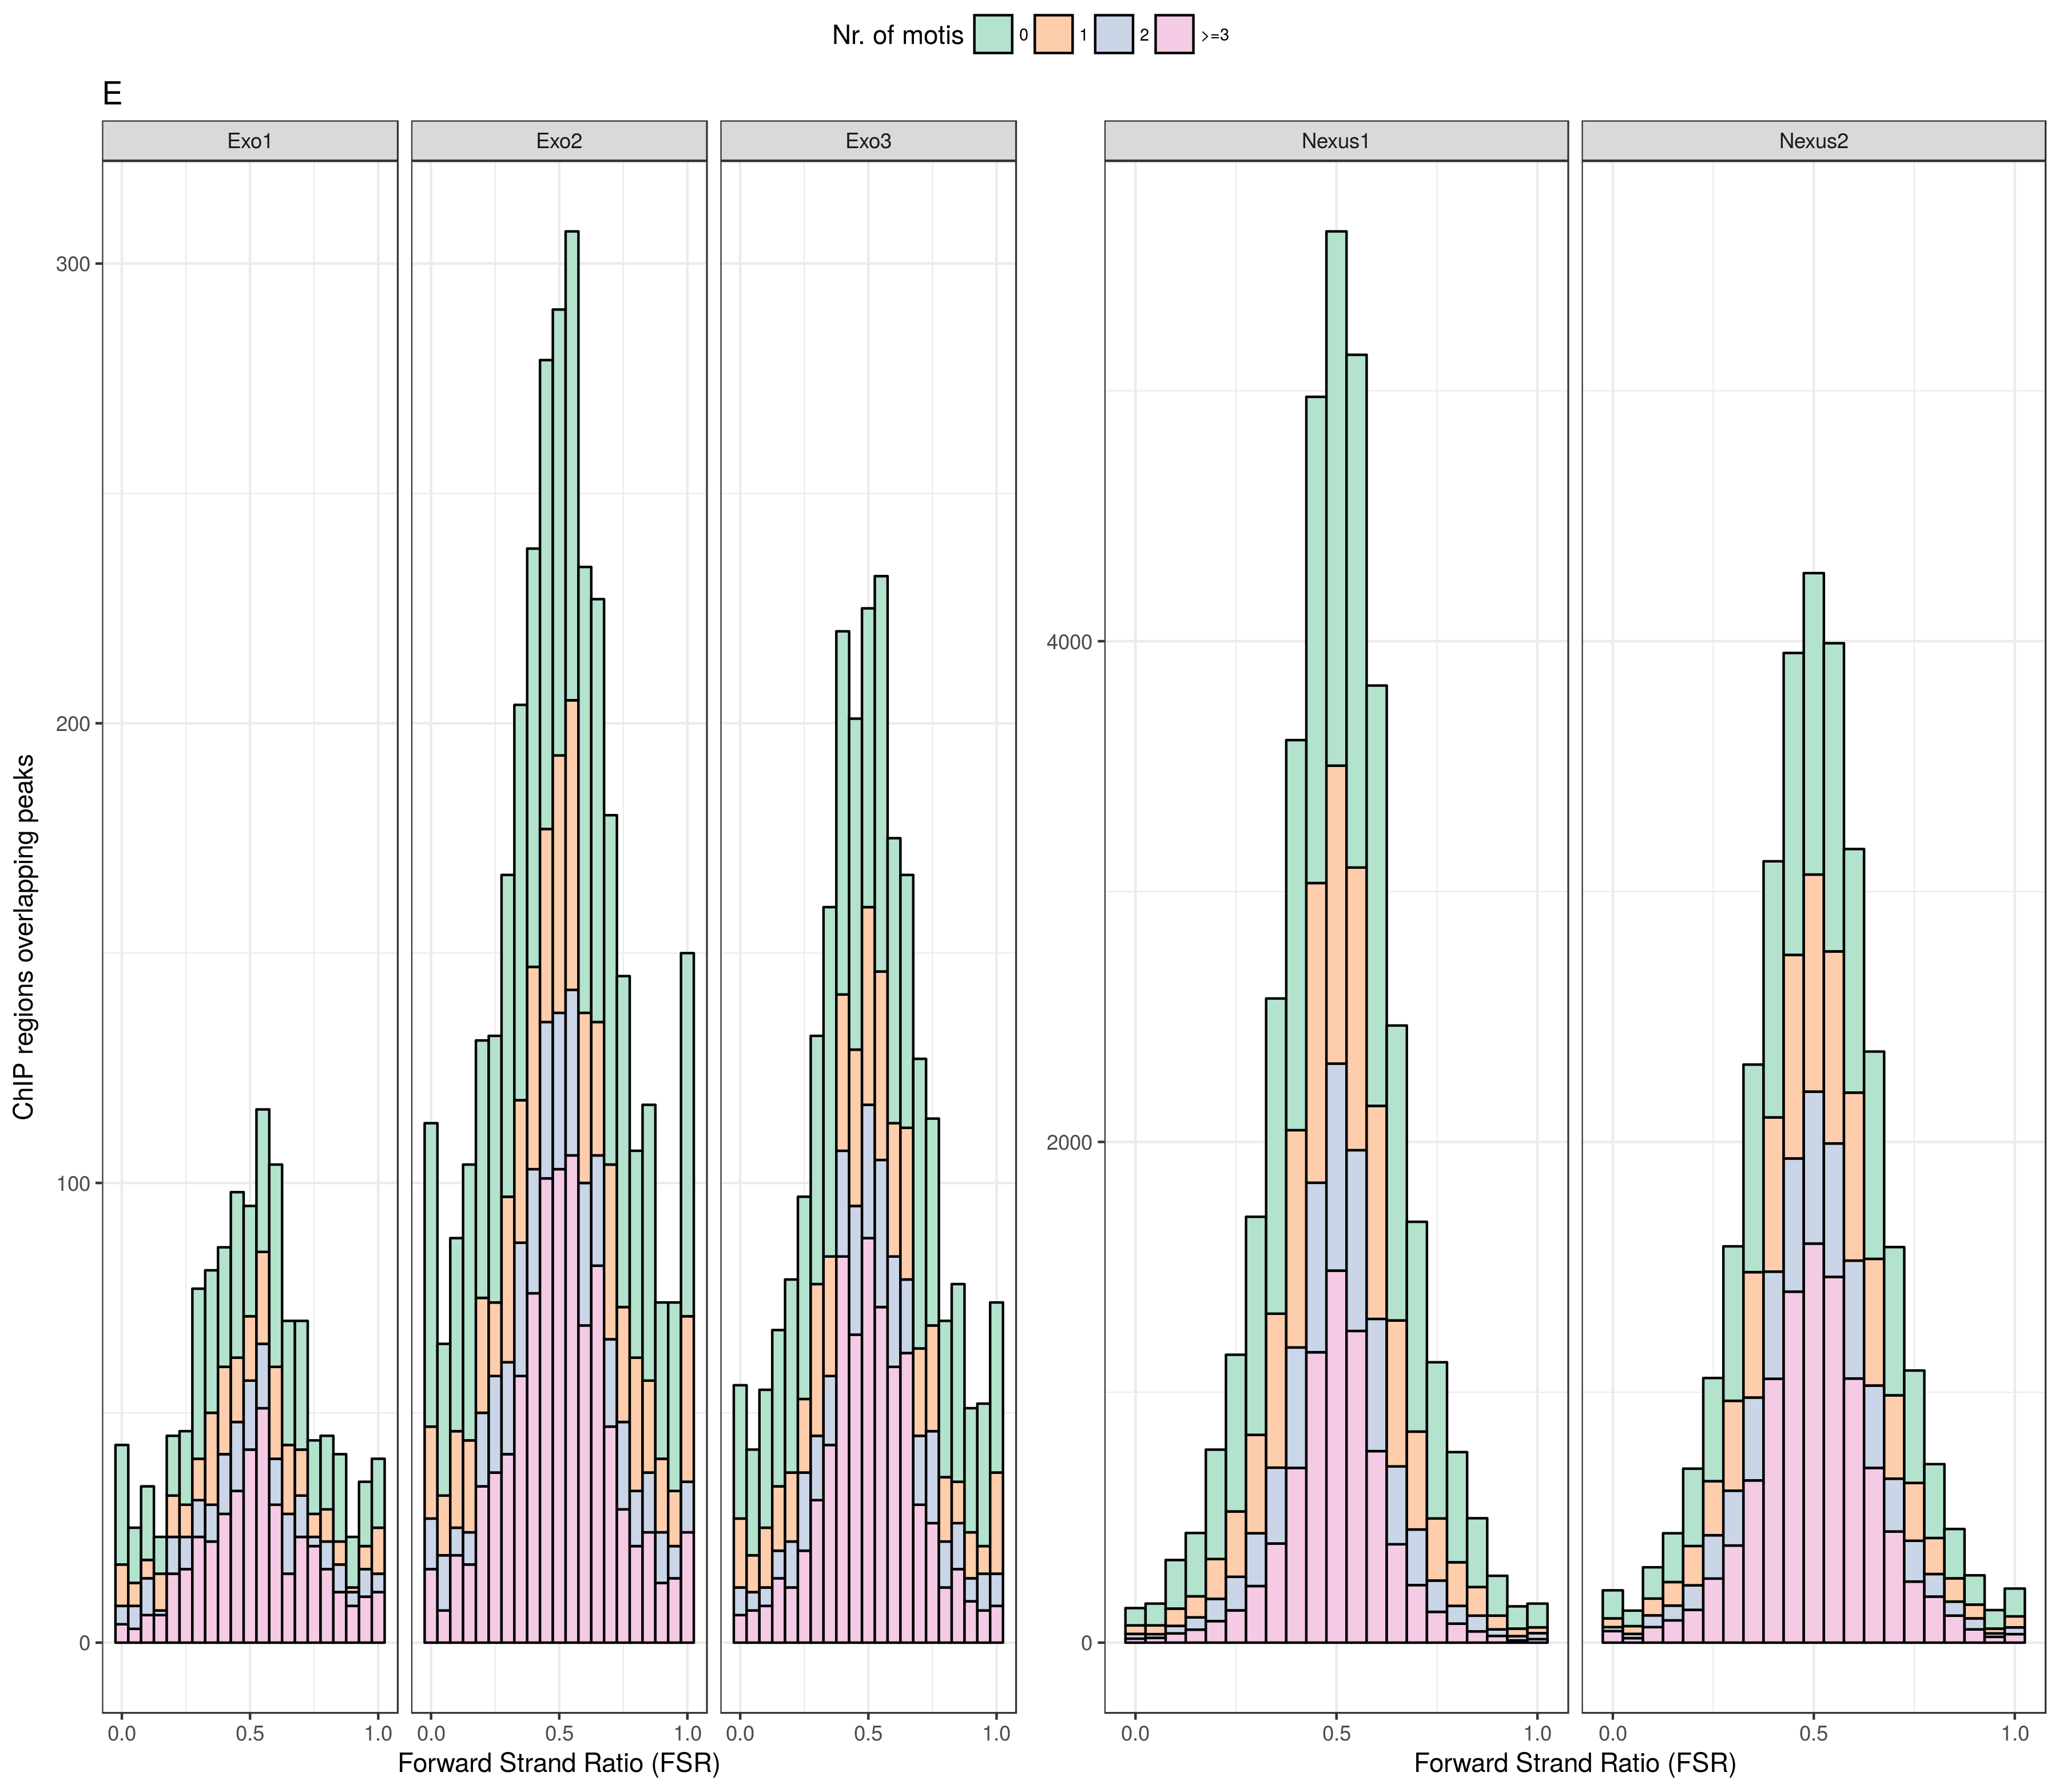 Nr. of motis 0 1 2 >=3
E
Exo1 Exo2 Exo3 Nexus1 Nexus2
ChIP regions overlapping peaks
300
200
100
0
4000
2000
0
0.0 0.5 1.0 0.0 0.5 1.0 0.0 0.5 1.0 0.0 0.5 1.0 0.0 0.5 1.0
Forward Strand Ratio (FSR) Forward Strand Ratio (FSR)